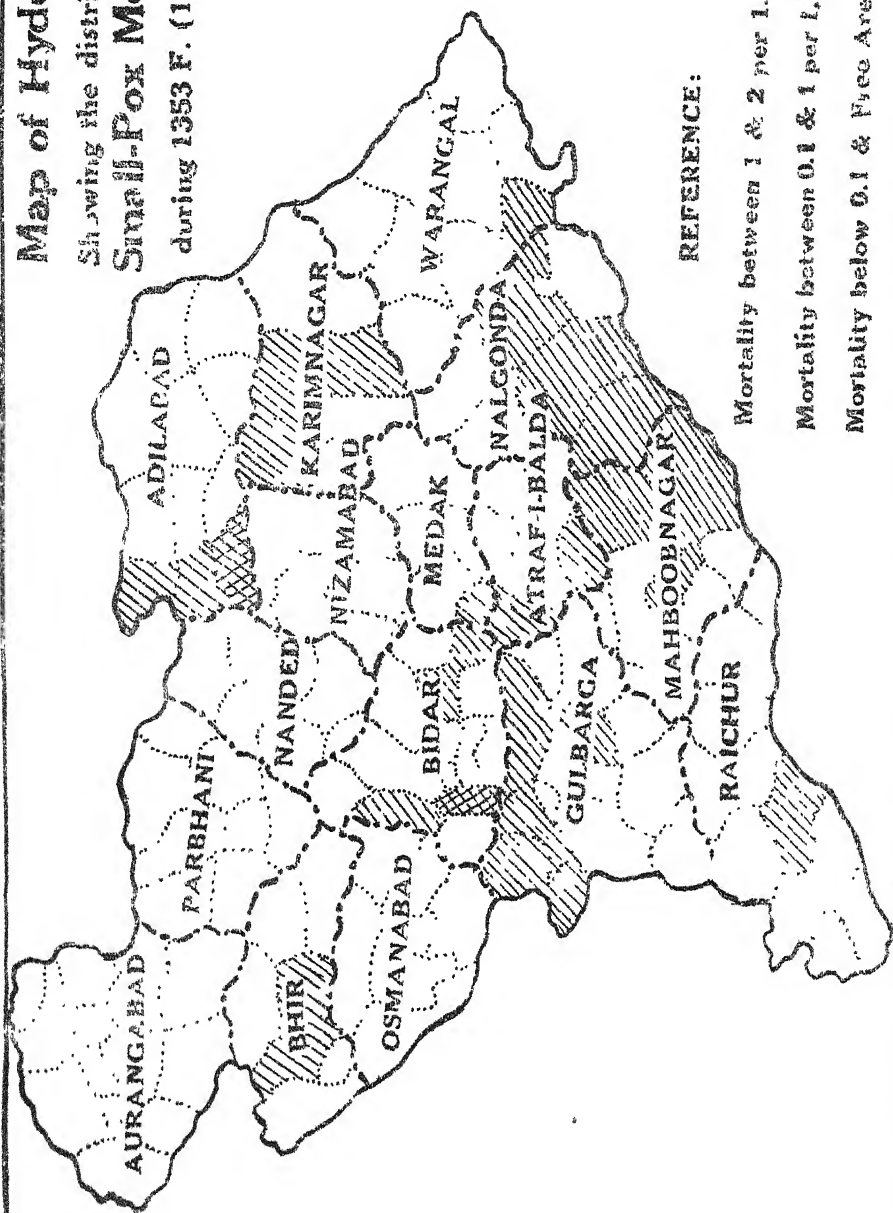 Map of Hyde
Showing the distri
Small-Pox Mo
during 1353 F. (1
ADILABAD
KARIMNAGAR
WARANGAL
NIZAMABAD
NANDED
PARBHANI
AURANGABAD
BHIR
OSMANABAD
BIDAR
MEDAK
NALGONDA
ATRAF-I-BALDA
GULBARGA
MAHBOOBNAGAR
RAICHUR
REFERENCE:
Mortality between 1 & 2 per 1.
Mortality between 0.1 & 1 per 1,
Mortality below 0.1 & Free Are